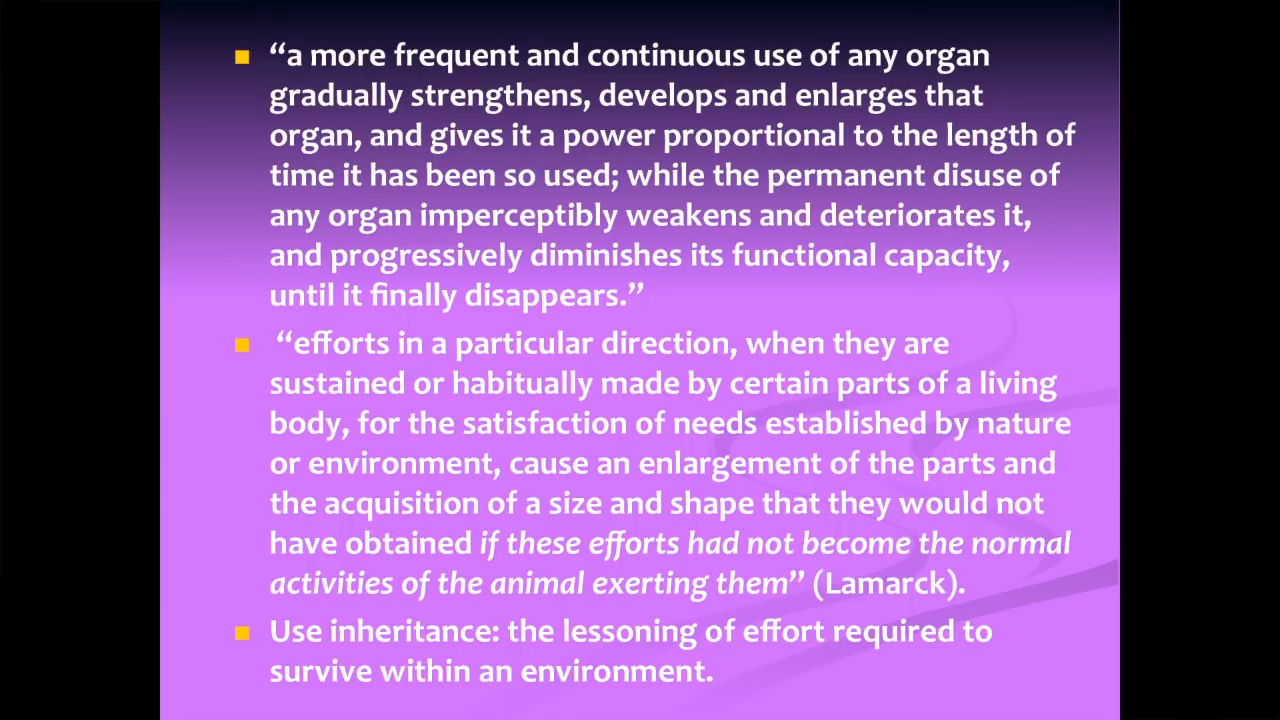 “a more frequent and continuous use of any organ
gradually strengthens, develops and enlarges that
organ, and gives it a power proportional to the length of
time it has been so used; while the permanent disuse of
any organ imperceptibly weakens and deteriorates it,
and progressively diminishes its functional capacity,
until it finally disappears.”
“efforts in a particular direction, when they are
sustained or habitually made by certain parts of a living
body, for the satisfaction of needs established by nature
or environment, cause an enlargement of the parts and
the acquisition of a size and shape that they would not
have obtained if these efforts had not become the normal
activities of the animal exerting them” (Lamarck).
Use inheritance: the lessoning of effort required to
survive within an environment.